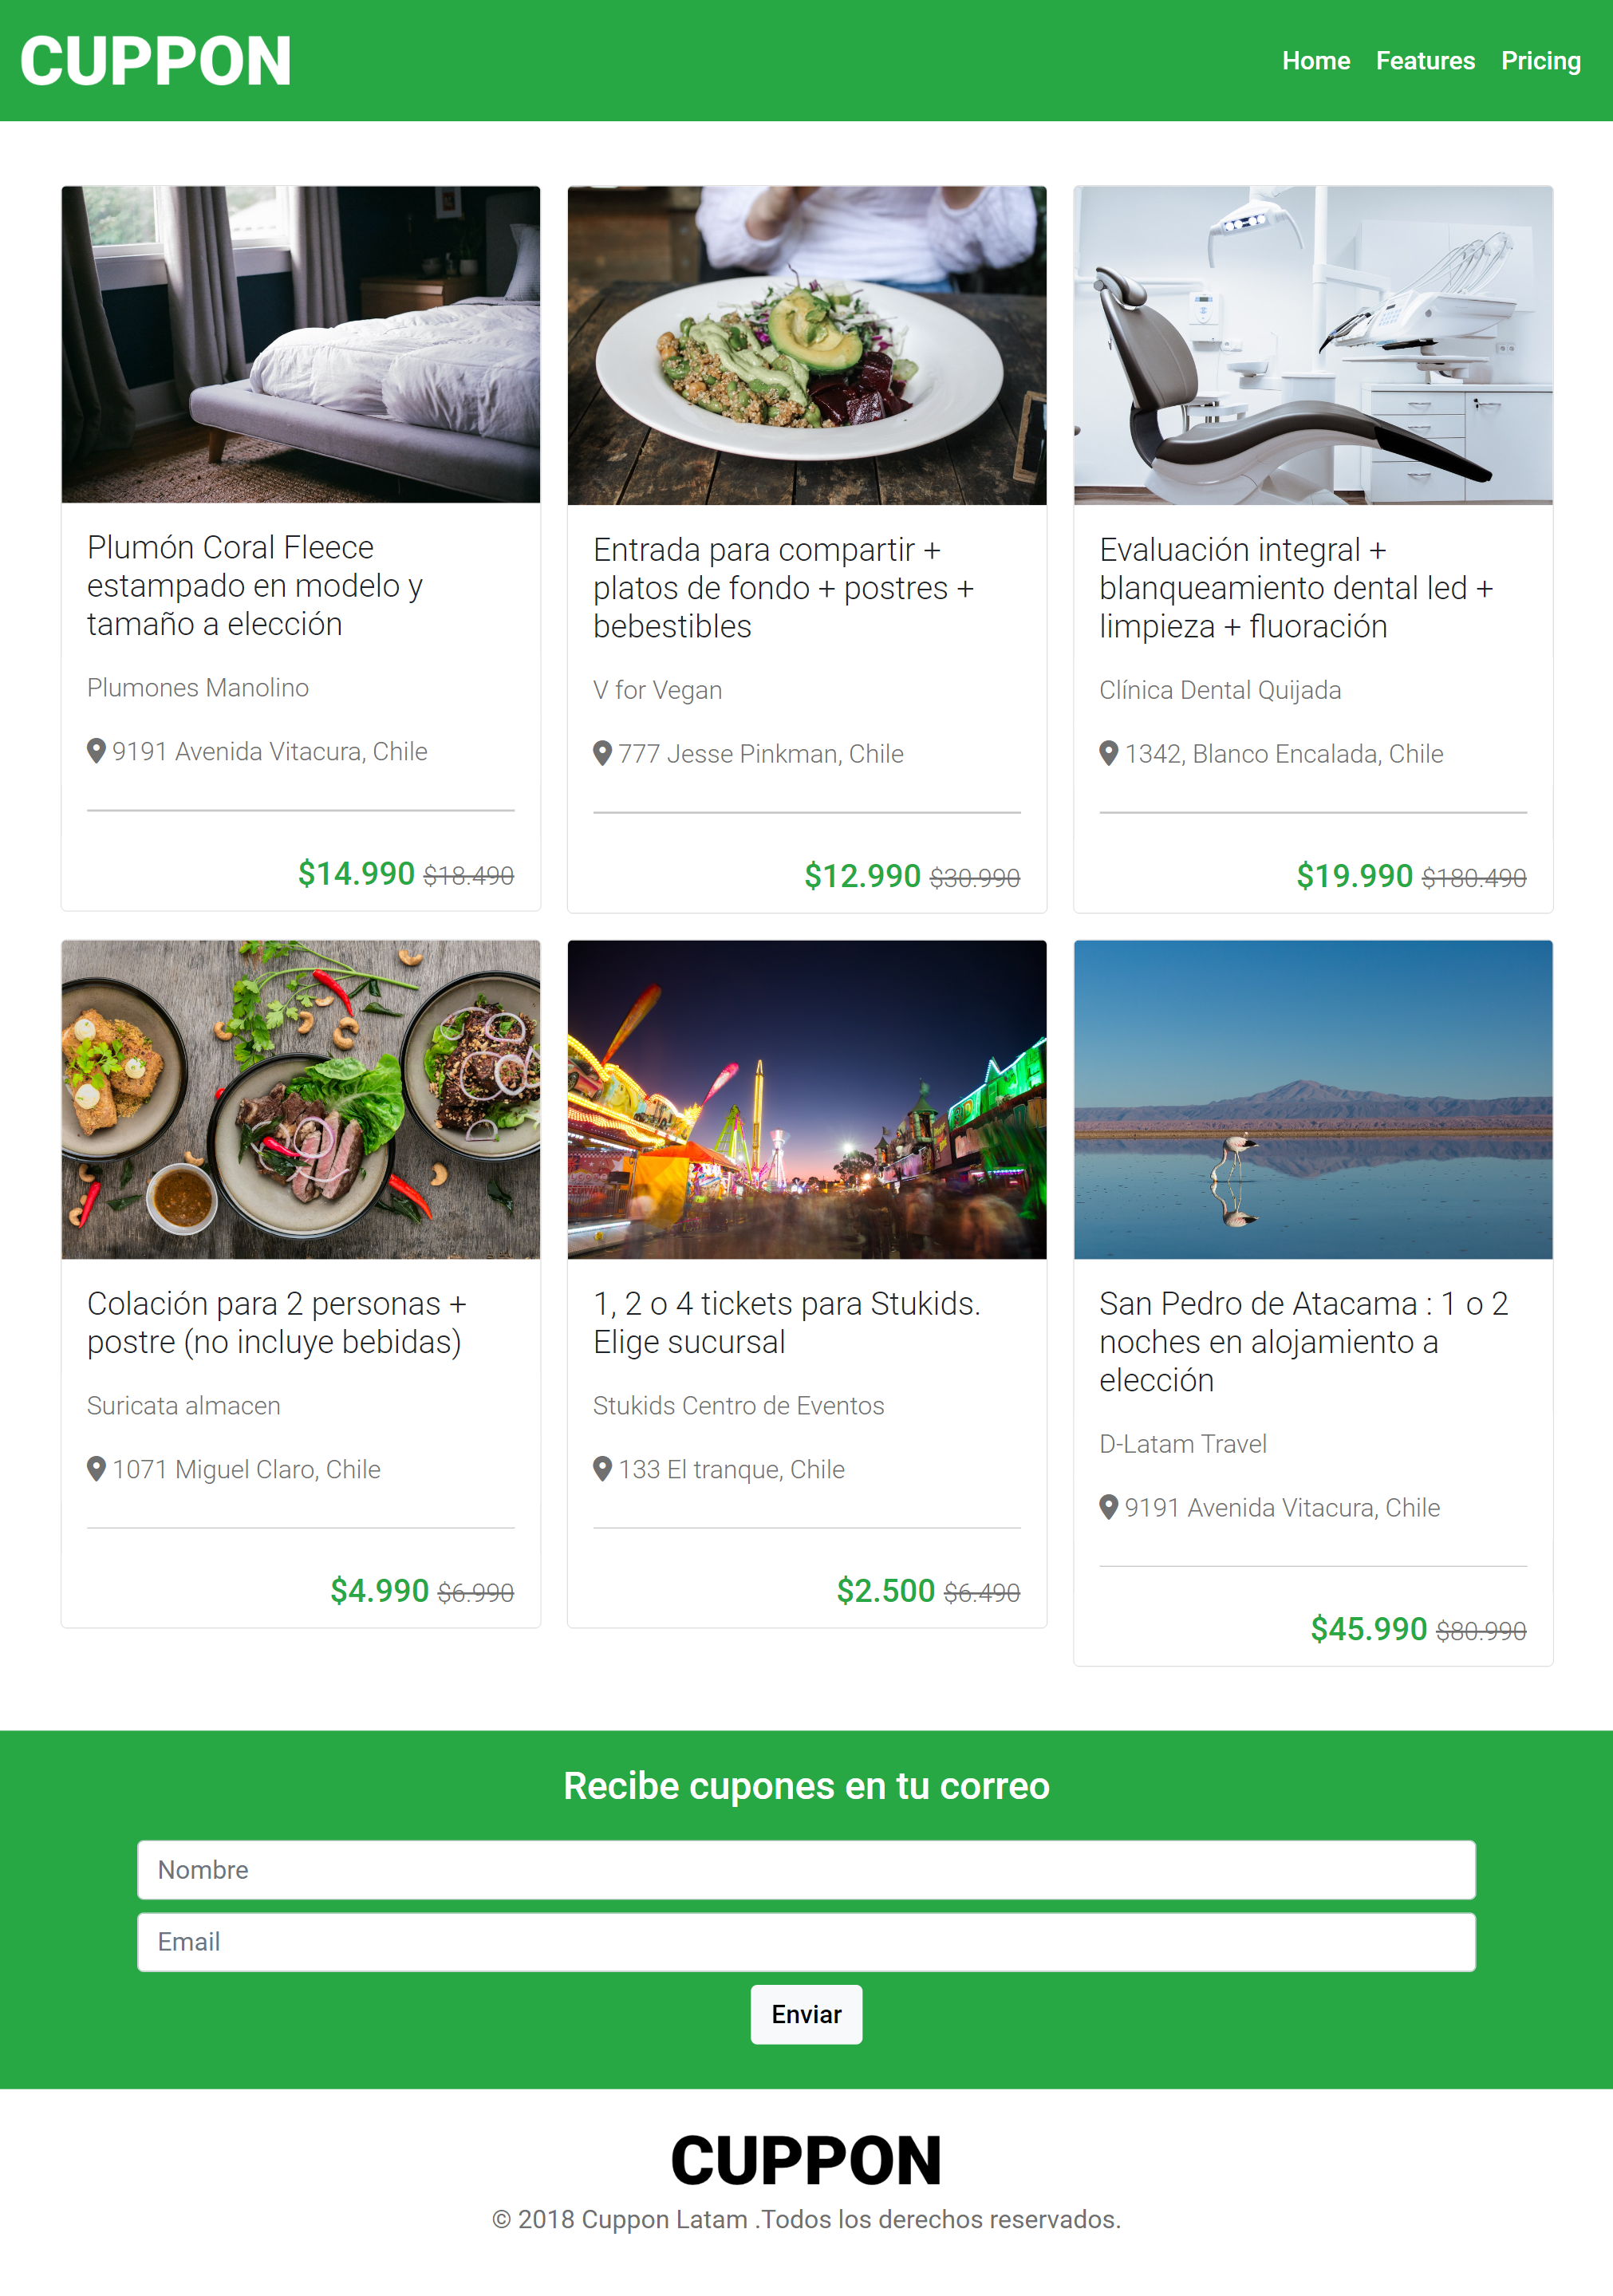 CUPPON
Home Features Pricing
Plumón Coral Fleece
estampado en modelo y
tamaño a elección
Plumones Manolino
9191 Avenida Vitacura, Chile
$14.990 $18.490
Entrada para compartir +
platos de fondo + postres +
bebestibles
V for Vegan
777 Jesse Pinkman, Chile
$12.990 $30.990
Evaluación integral +
blanqueamiento dental led +
limpieza + fluoración
Clínica Dental Quijada
1342, Blanco Encalada, Chile
$19.990 $180.490
Colación para 2 personas +
postre (no incluye bebidas)
Suricata almacen
1071 Miguel Claro, Chile
$4.990 $6.990
1, 2 o 4 tickets para Stukids.
Elige sucursal
Stukids Centro de Eventos
133 El tranque, Chile
$2.500 $6.490
San Pedro de Atacama : 1 o 2
noches en alojamiento a
elección
D-Latam Travel
9191 Avenida Vitacura, Chile
$45.990 $80.990
Recibe cupones en tu correo
Nombre
Email
Enviar
CUPPON
© 2018 Cuppon Latam .Todos los derechos reservados.